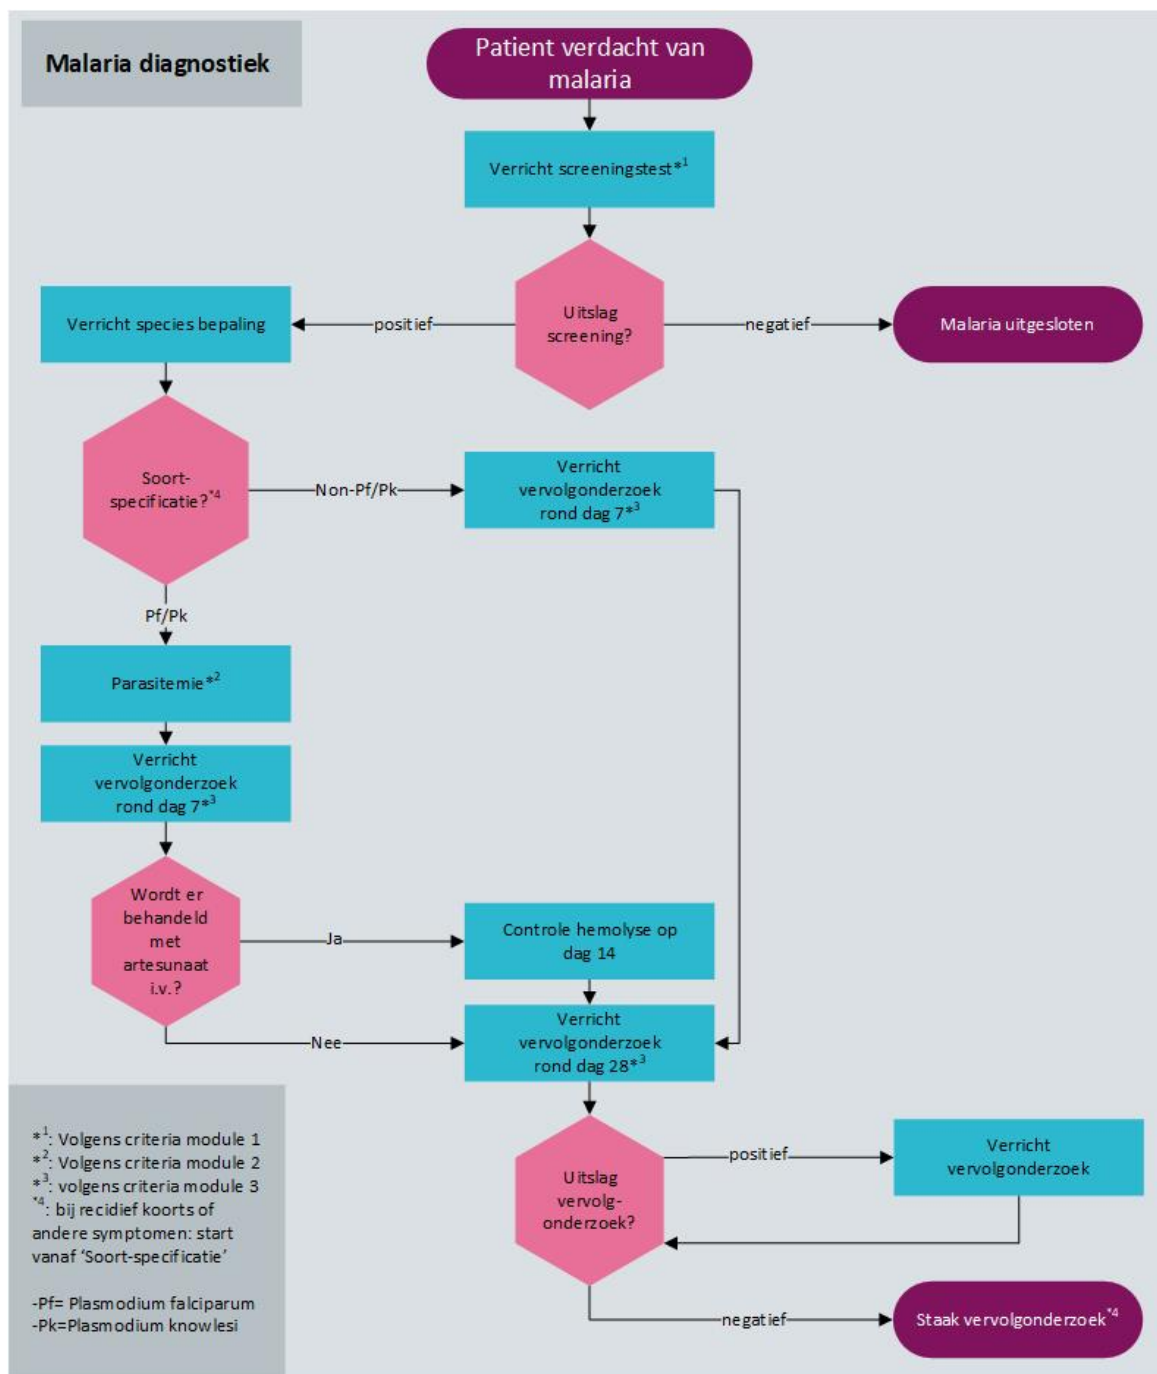 Malaria diagnostiek
Patient verdacht van
malaria
Verricht screeningstest*1
Uitslag
screening?
positief
negatief
Verricht species bepaling
Malaria uitgesloten
Soort-
specificatie?*4
Non-Pf/Pk
Verricht
vervolgonderzoek
rond dag 7*3
Pf/Pk
Parasitemie*2
Verricht
vervolgonderzoek
rond dag 7*3
Wordt er
behandeld
met
artesunaat
i.v.?
Ja
Controle hemolyse op
dag 14
Nee
Verricht
vervolgonderzoek
rond dag 28*3
Uitslag
vervolg-
onderzoek?
positief
Verricht
vervolgonderzoek
negatief
Staak vervolgonderzoek*4
*1: Volgens criteria module 1
*2: Volgens criteria module 2
*3: volgens criteria module 3
*4: bij recidief koorts of
andere symptomen: start
vanaf ‘Soort-specificatie’
-Pf= Plasmodium falciparum
-Pk=Plasmodium knowlesi